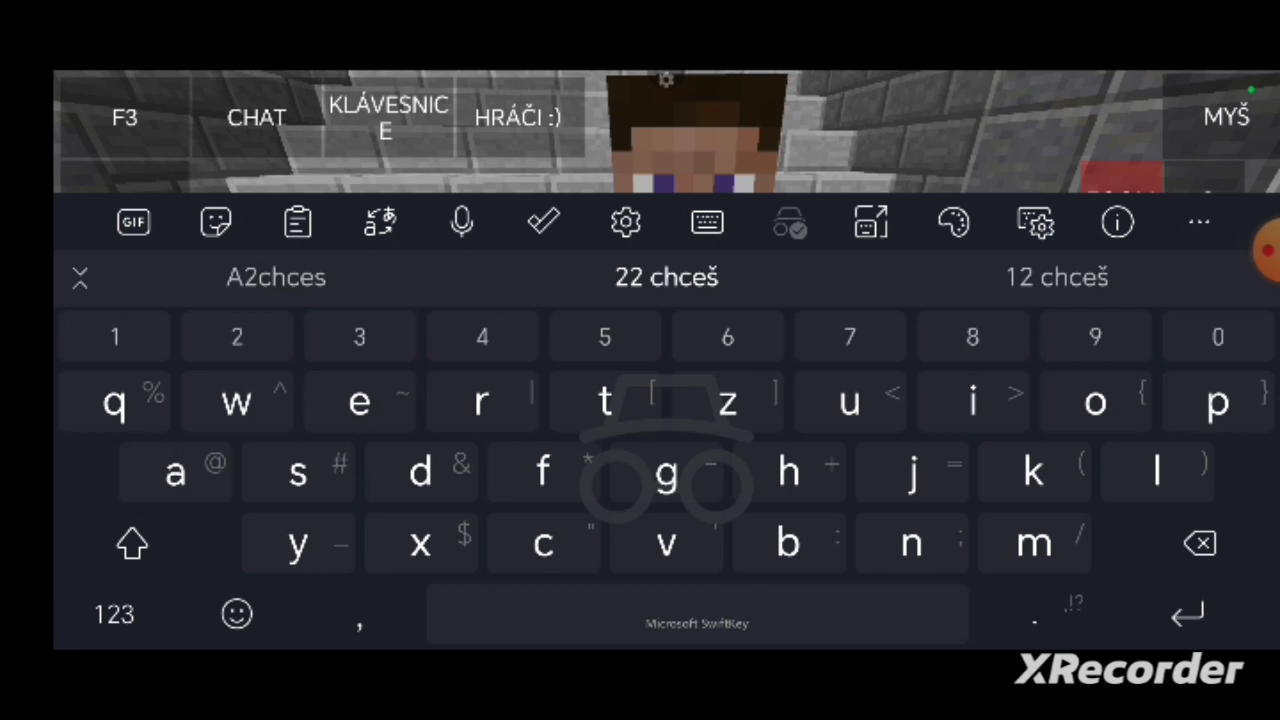 F3
CHAT
KLÁVESNIC
E
HRÁČI :)
MYŠ
GIF
A2chces
22 chceš
12 chceš
1 2 3 4 5 6 7 8 9 0
q % w ^ e ~ r | t [ z ] u < i > o { p }
a @ s # d & f * g - h + j = k ( l )
y _ x $ c " v ' b : n ; m /
123 , . ,!?
Microsoft SwiftKey
XRecorder